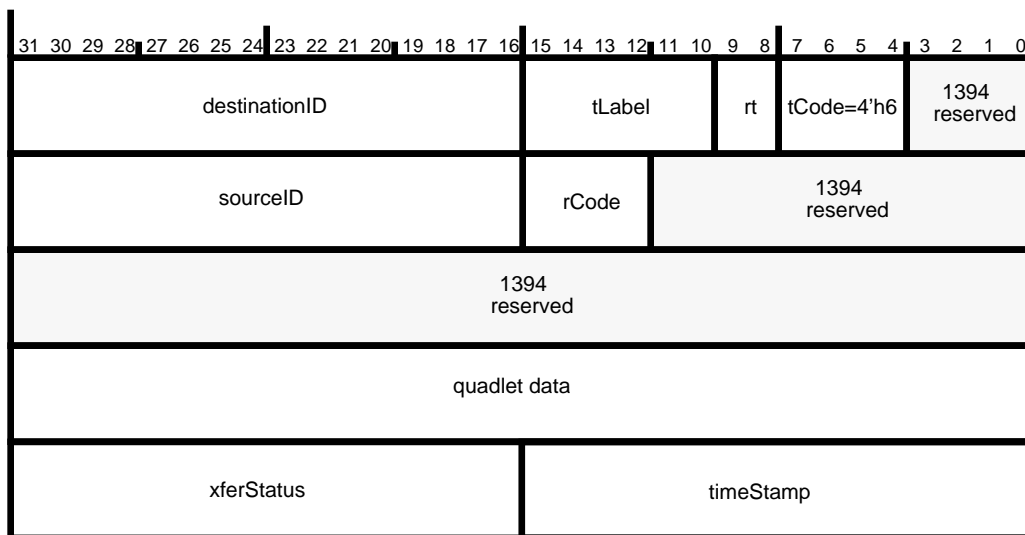 31 30 29 28 27 26 25 24 23 22 21 20 19 18 17 16 15 14 13 12 11 10 9 8 7 6 5 4 3 2 1 0
destinationID tLabel rt tCode=4'h6 1394
reserved
sourceID rCode 1394
reserved
1394
reserved
quadlet data
xferStatus timeStamp